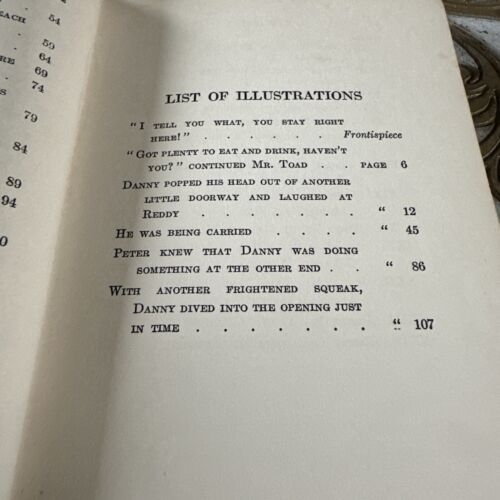 EACH
54
59
RE 64
69
74
S
79
84
89
94
0
LIST OF ILLUSTRATIONS
"I TELL YOU WHAT, YOU STAY RIGHT
HERE!" . . . . . . Frontispiece
"GOT PLENTY TO EAT AND DRINK, HAVEN'T
YOU?" CONTINUED MR. TOAD . . PAGE 6
DANNY POPPED HIS HEAD OUT OF ANOTHER
LITTLE DOORWAY AND LAUGHED AT
REDDY . . . . . . . " 12
HE WAS BEING CARRIED . . . . " 45
PETER KNEW THAT DANNY WAS DOING
SOMETHING AT THE OTHER END . . " 86
WITH ANOTHER FRIGHTENED SQUEAK,
DANNY DIVED INTO THE OPENING JUST
IN TIME . . . . . . . " 107